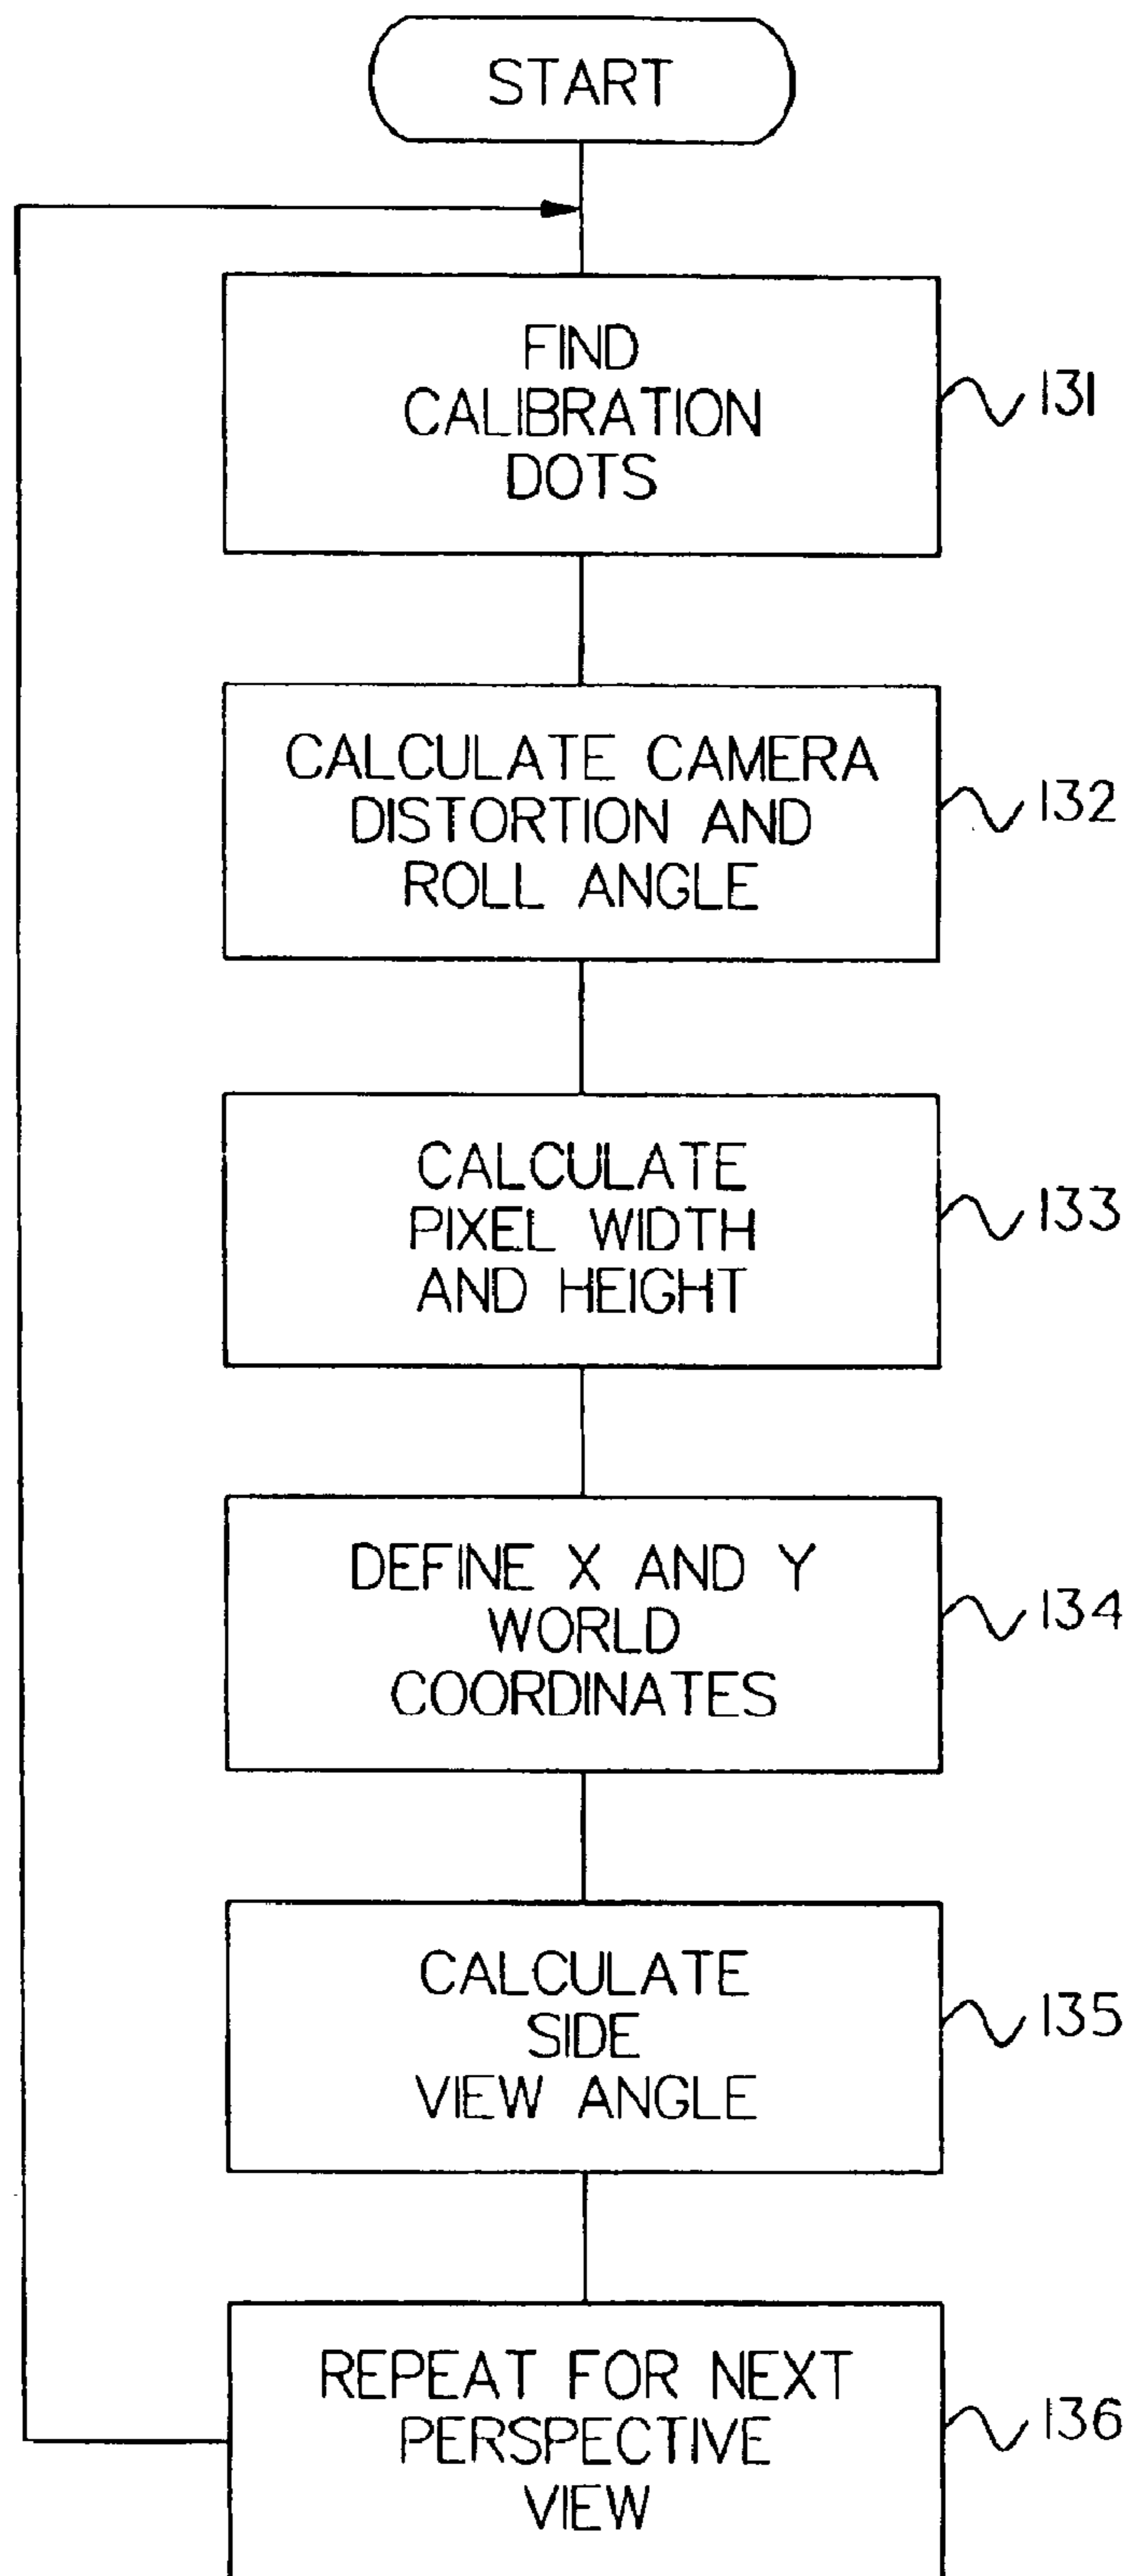 START
FIND
CALIBRATION
DOTS
131
CALCULATE CAMERA
DISTORTION AND
ROLL ANGLE
132
CALCULATE
PIXEL WIDTH
AND HEIGHT
133
DEFINE X AND Y
WORLD
COORDINATES
134
CALCULATE
SIDE
VIEW ANGLE
135
REPEAT FOR NEXT
PERSPECTIVE
VIEW
136